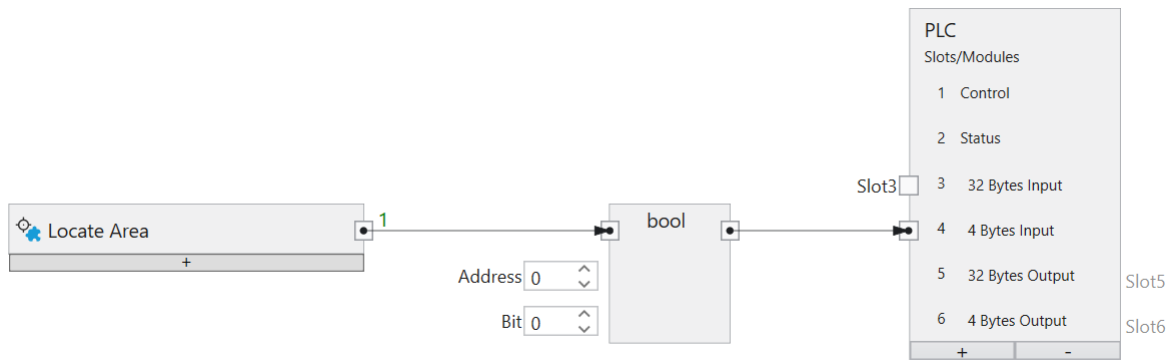 PLC
Slots/Modules
1 Control
2 Status
Slot3 3 32 Bytes Input
Locate Area 1 bool 4 4 Bytes Input
+
Address 0
5 32 Bytes Output Slot5
Bit 0
6 4 Bytes Output Slot6
+ -